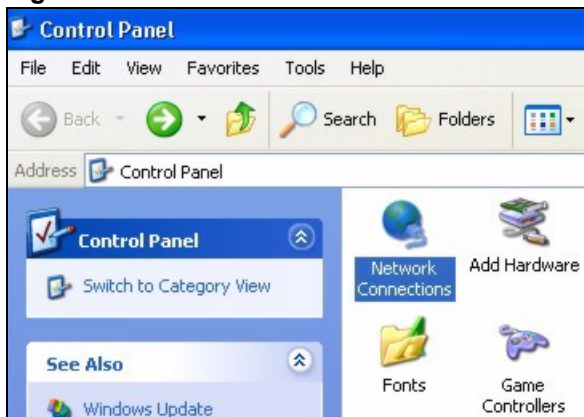 Control Panel
File Edit View Favorites Tools Help
Back Search Folders
Address Control Panel
Control Panel
Switch to Category View
See Also
Windows Update
Network Connections
Add Hardware
Fonts
Game Controllers